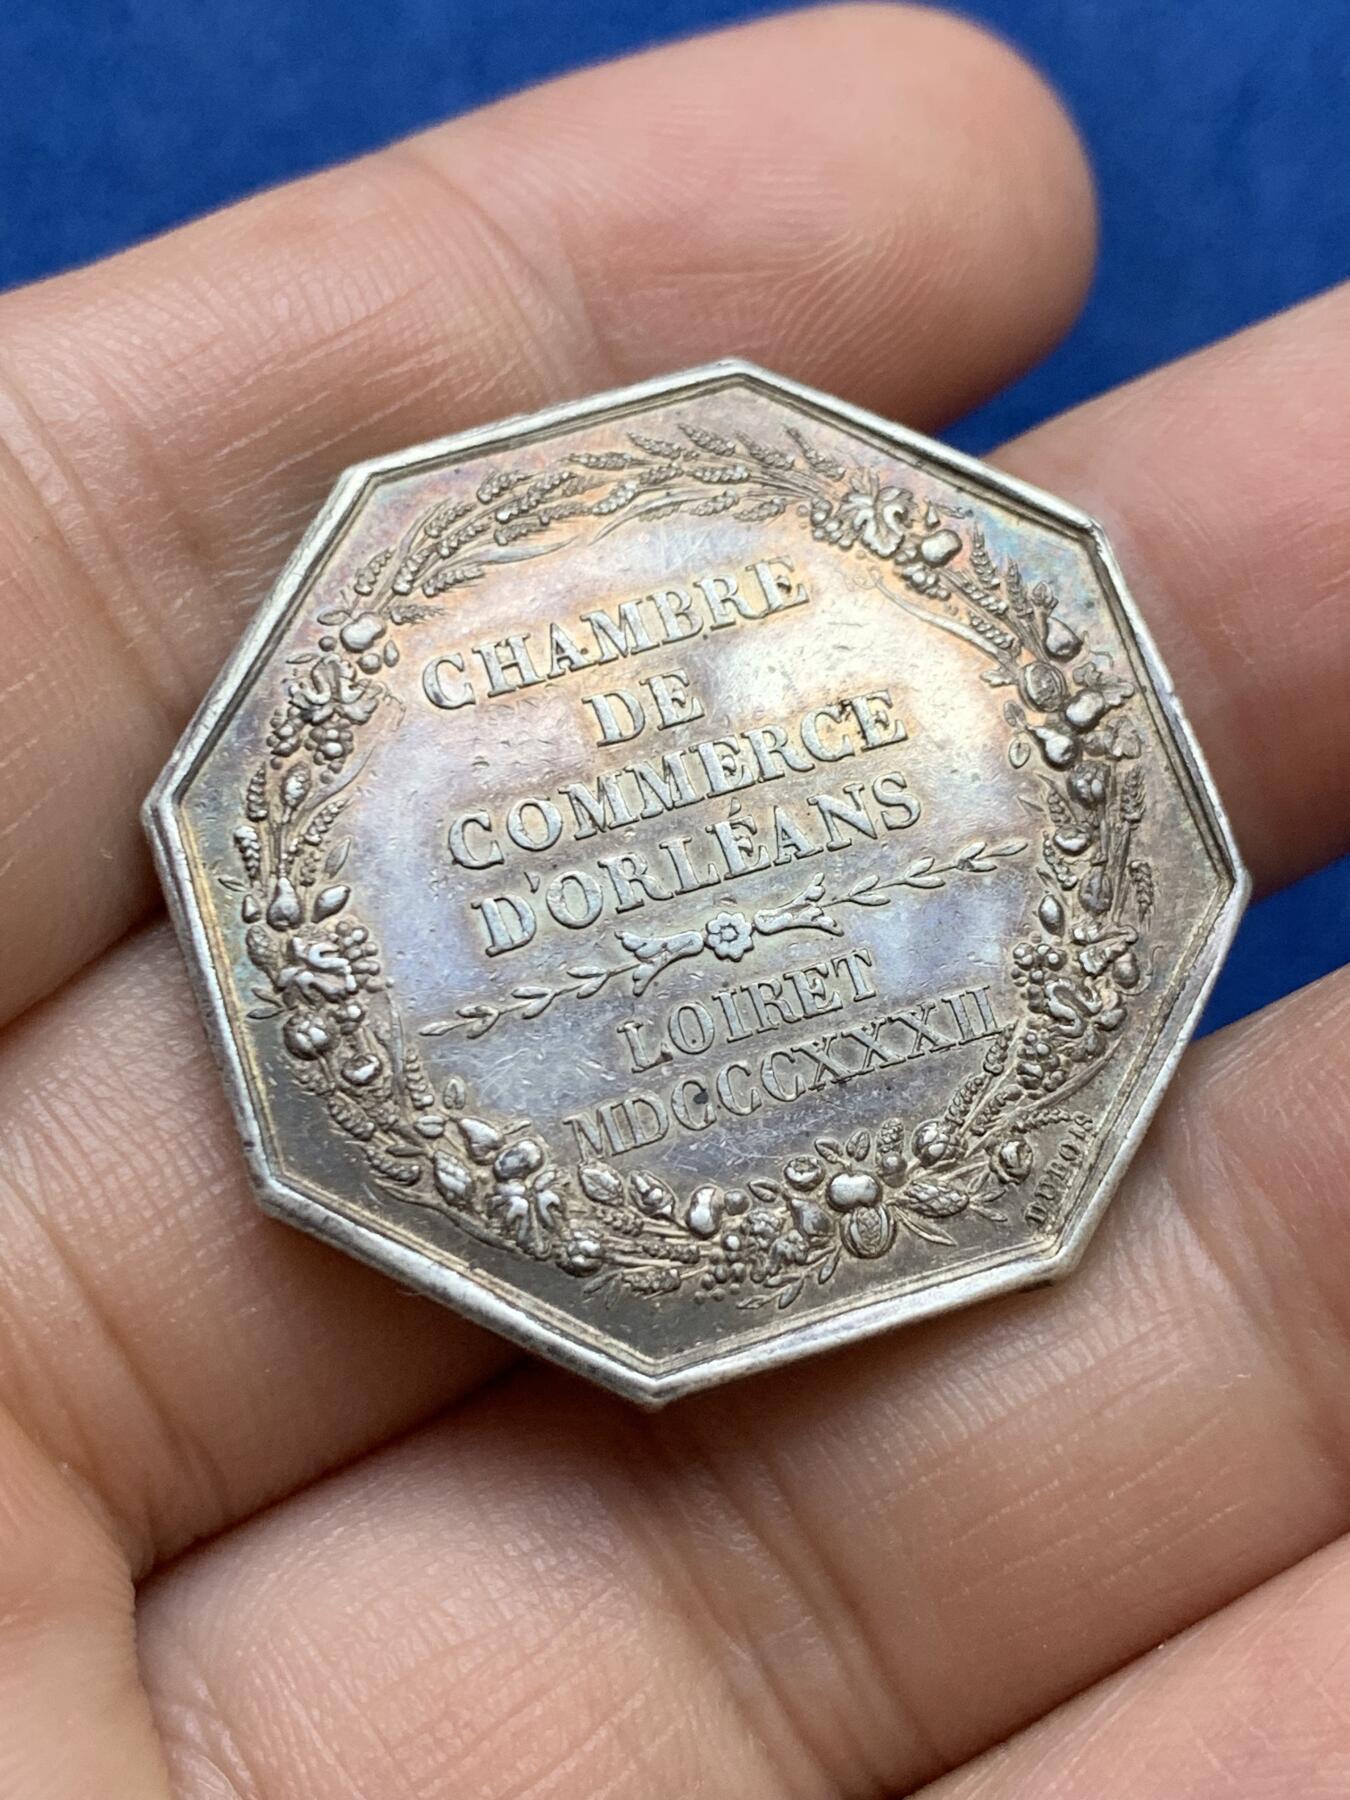 CHAMBRE
DE
COMMERCE
D'ORLÉANS
LOIRET
MDCCCXXXII
DUBOIS